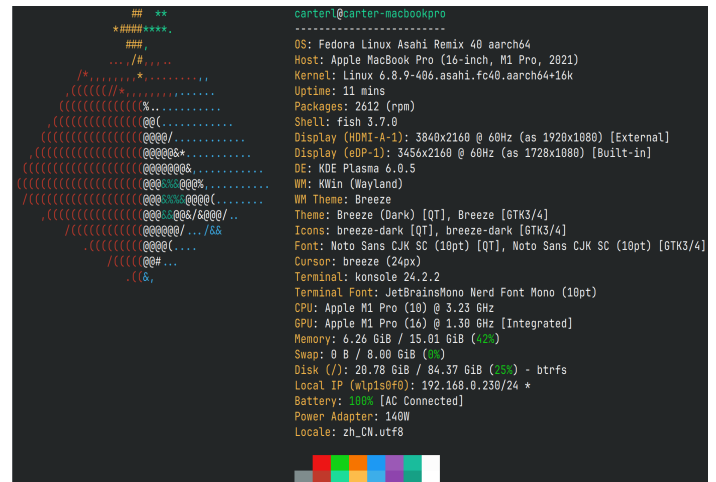 carterl@carter-macbookpro
------------------------
OS: Fedora Linux Asahi Remix 40 aarch64
Host: Apple MacBook Pro (16-inch, M1 Pro, 2021)
Kernel: Linux 6.8.9-406.asahi.fc40.aarch64+16k
Uptime: 11 mins
Packages: 2612 (rpm)
Shell: fish 3.7.0
Display (HDMI-A-1): 3840x2160 @ 60Hz (as 1920x1080) [External]
Display (eDP-1): 3456x2160 @ 60Hz (as 1728x1080) [Built-in]
DE: KDE Plasma 6.0.5
WM: KWin (Wayland)
WM Theme: Breeze
Theme: Breeze (Dark) [QT], Breeze [GTK3/4]
Icons: breeze-dark [QT], breeze-dark [GTK3/4]
Font: Noto Sans CJK SC (10pt) [QT], Noto Sans CJK SC (10pt) [GTK3/4]
Cursor: breeze (24px)
Terminal: konsole 24.2.2
Terminal Font: JetBrainsMono Nerd Font Mono (10pt)
CPU: Apple M1 Pro (10) @ 3.23 GHz
GPU: Apple M1 Pro (16) @ 1.30 GHz [Integrated]
Memory: 6.26 GiB / 15.01 GiB (42%)
Swap: 0 B / 8.00 GiB (0%)
Disk (/): 20.78 GiB / 84.37 GiB (25%) - btrfs
Local IP (wlp1s0f0): 192.168.0.230/24 *
Battery: 100% [AC Connected]
Power Adapter: 140W
Locale: zh_CN.utf8